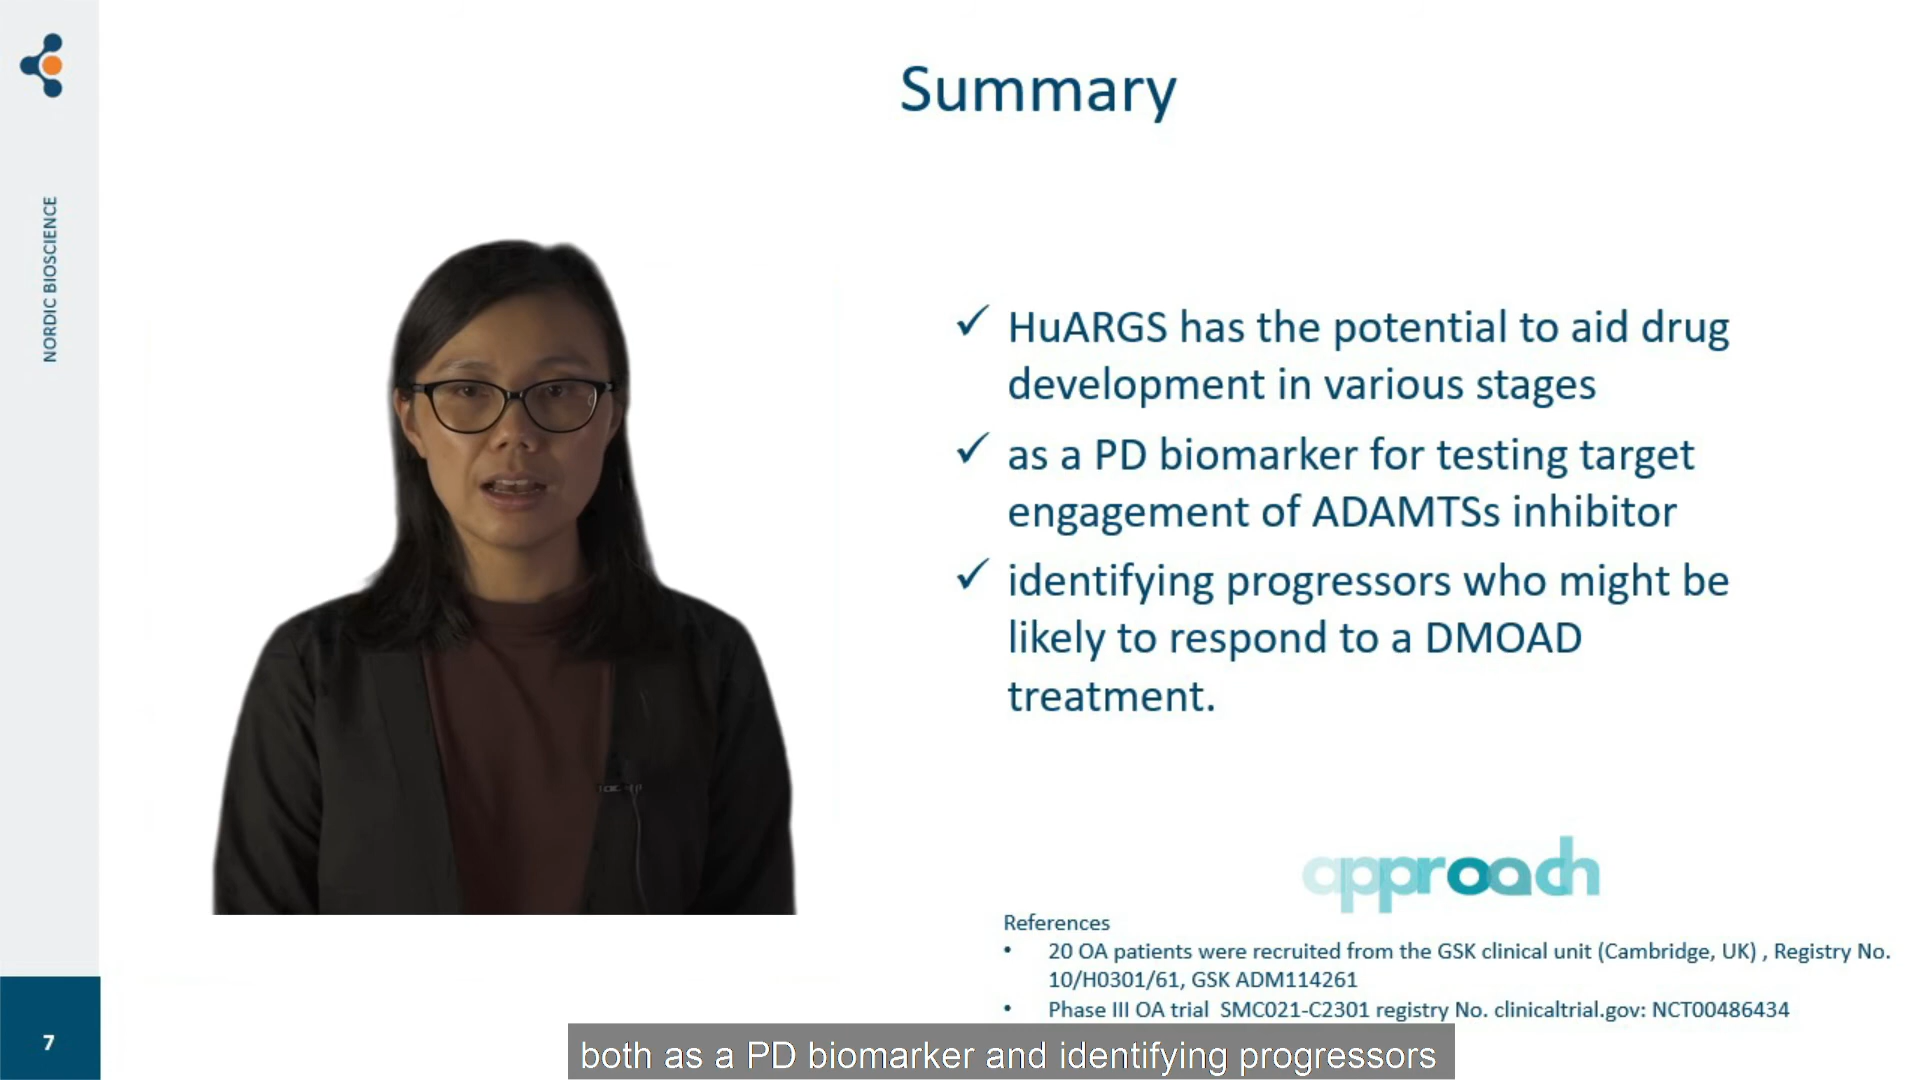 NORDIC BIOSCIENCE
Summary
✓ HuARGS has the potential to aid drug
development in various stages
✓ as a PD biomarker for testing target
engagement of ADAMTSs inhibitor
✓ identifying progressors who might be
likely to respond to a DMOAD
treatment.
approach
References
• 20 OA patients were recruited from the GSK clinical unit (Cambridge, UK) , Registry No.
10/H0301/61, GSK ADM114261
• Phase III OA trial SMC021-C2301 registry No. clinicaltrial.gov: NCT00486434
7
both as a PD biomarker and identifying progressors